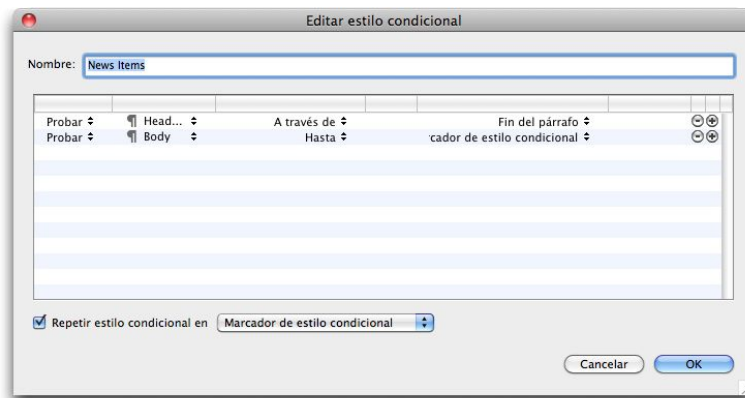 Editar estilo condicional
Nombre: News Items
Probar ¶ Head... A través de Fin del párrafo
Probar ¶ Body Hasta cador de estilo condicional
Repetir estilo condicional en Marcador de estilo condicional
Cancelar OK